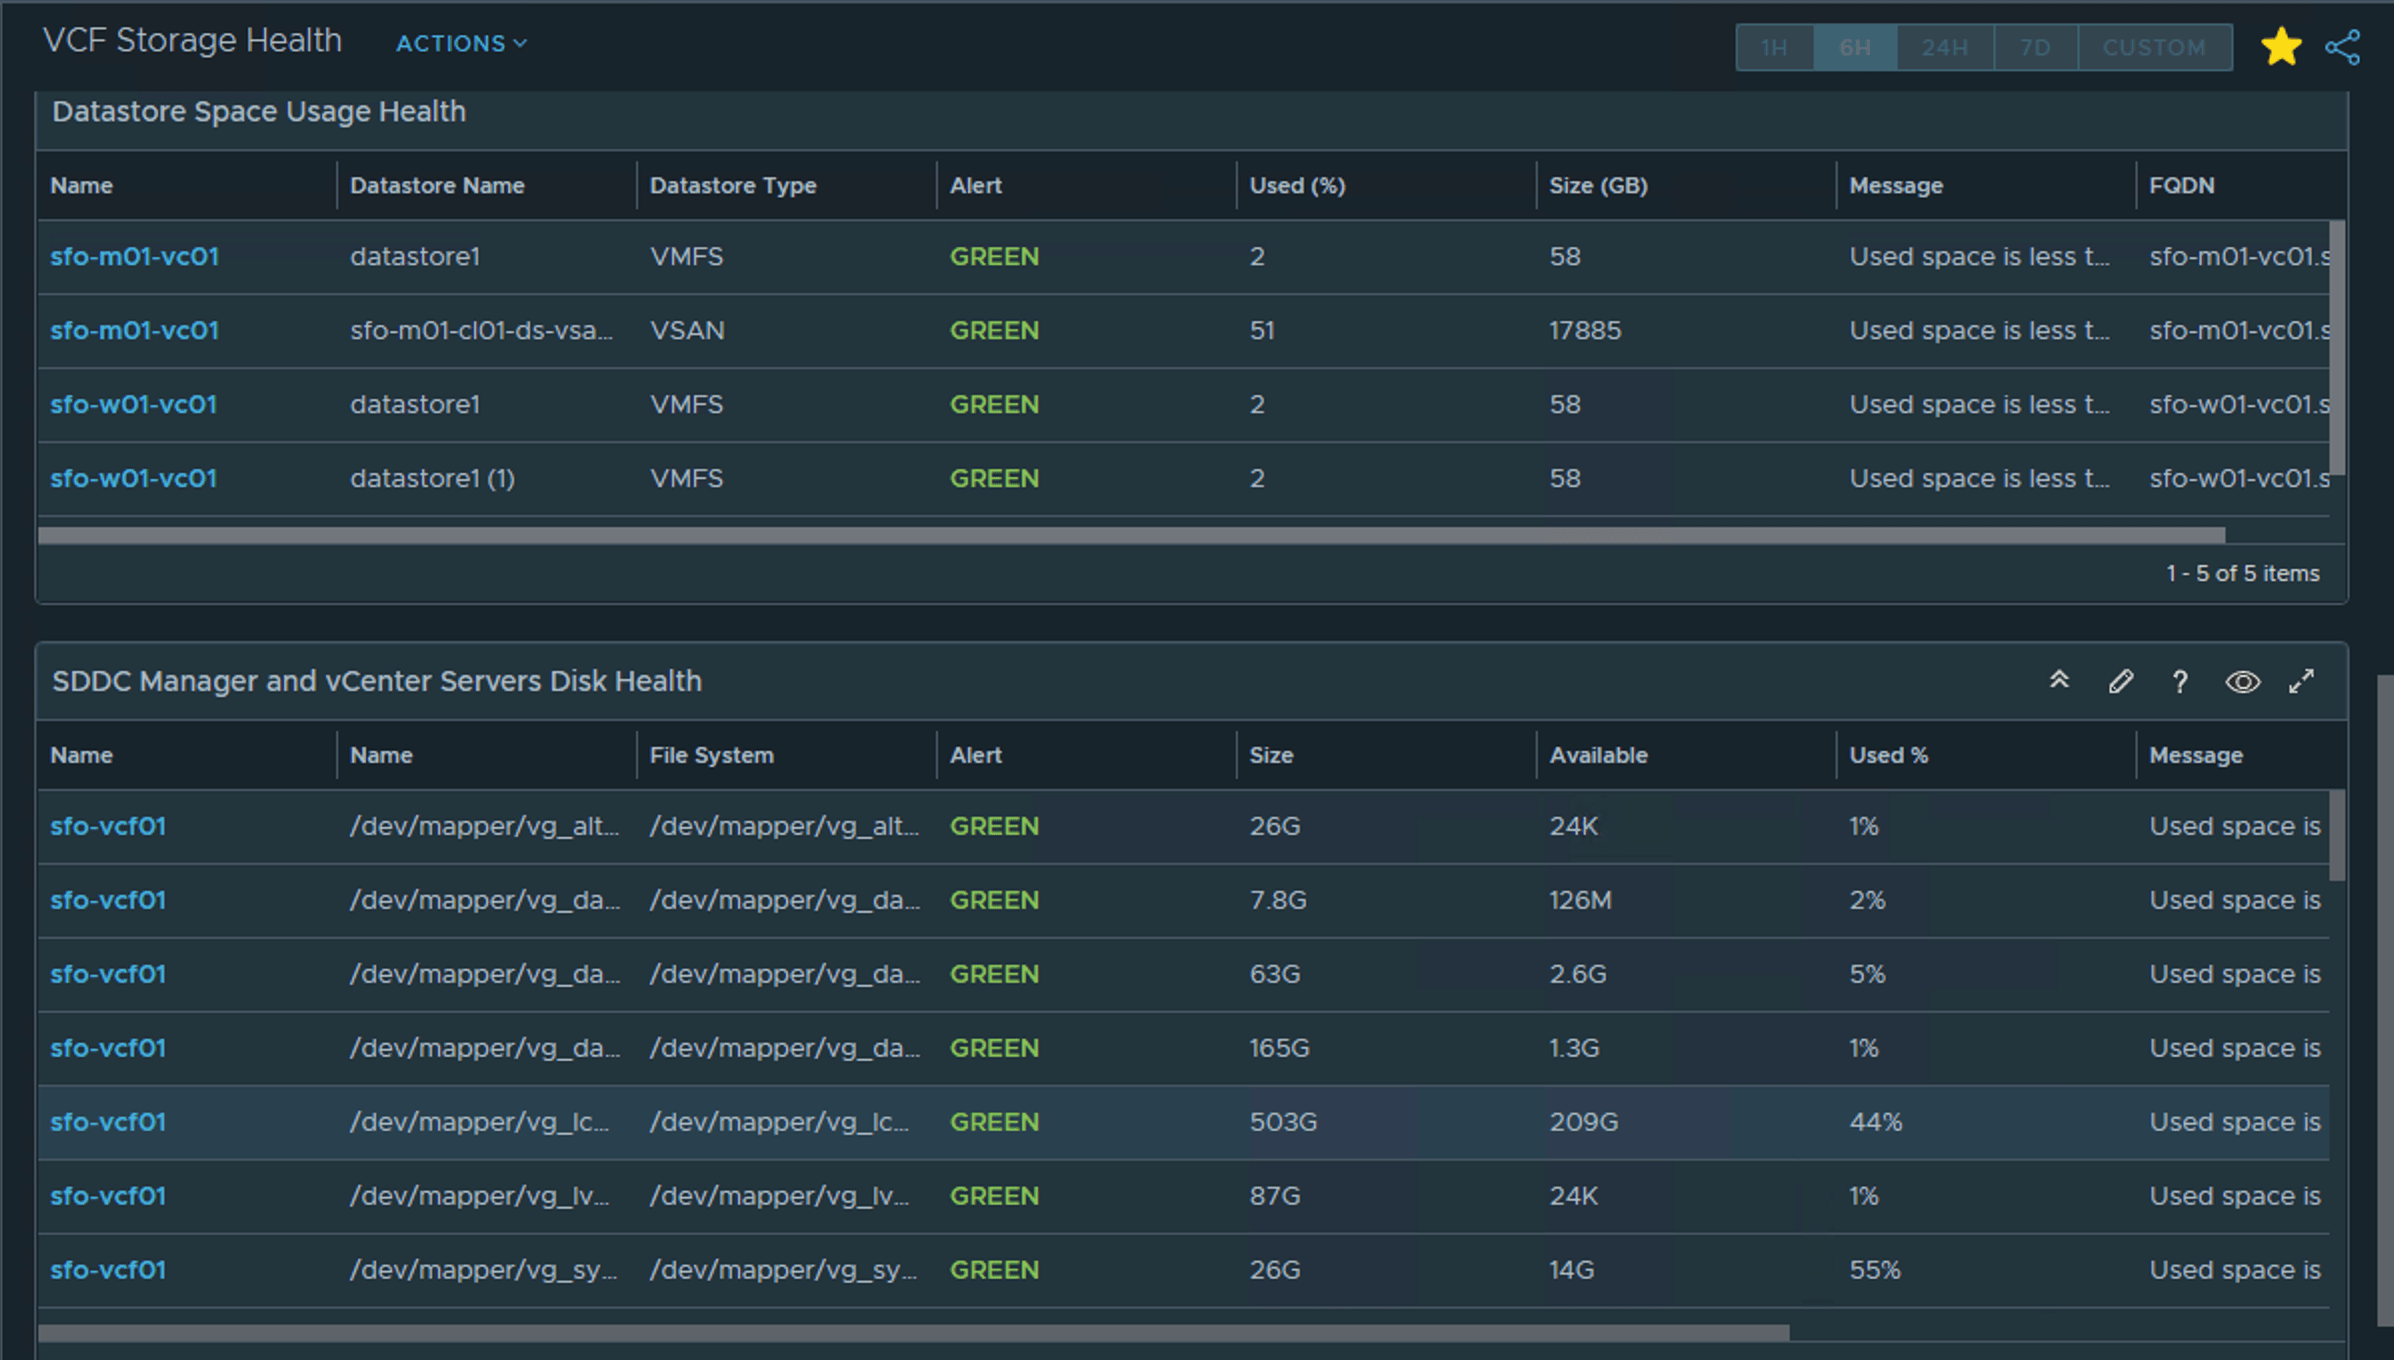 VCF Storage Health ACTIONS 1H 6H 24H 7D CUSTOM
Datastore Space Usage Health
Name Datastore Name Datastore Type Alert Used (%) Size (GB) Message FQDN
sfo-m01-vc01 datastore1 VMFS GREEN 2 58 Used space is less t... sfo-m01-vc01.s
sfo-m01-vc01 sfo-m01-cl01-ds-vsa... VSAN GREEN 51 17885 Used space is less t... sfo-m01-vc01.s
sfo-w01-vc01 datastore1 VMFS GREEN 2 58 Used space is less t... sfo-w01-vc01.s
sfo-w01-vc01 datastore1 (1) VMFS GREEN 2 58 Used space is less t... sfo-w01-vc01.s
1 - 5 of 5 items
SDDC Manager and vCenter Servers Disk Health ?
Name Name File System Alert Size Available Used % Message
sfo-vcf01 /dev/mapper/vg_alt... /dev/mapper/vg_alt... GREEN 26G 24K 1% Used space is
sfo-vcf01 /dev/mapper/vg_da... /dev/mapper/vg_da... GREEN 7.8G 126M 2% Used space is
sfo-vcf01 /dev/mapper/vg_da... /dev/mapper/vg_da... GREEN 63G 2.6G 5% Used space is
sfo-vcf01 /dev/mapper/vg_da... /dev/mapper/vg_da... GREEN 165G 1.3G 1% Used space is
sfo-vcf01 /dev/mapper/vg_lc... /dev/mapper/vg_lc... GREEN 503G 209G 44% Used space is
sfo-vcf01 /dev/mapper/vg_lv... /dev/mapper/vg_lv... GREEN 87G 24K 1% Used space is
sfo-vcf01 /dev/mapper/vg_sy... /dev/mapper/vg_sy... GREEN 26G 14G 55% Used space is